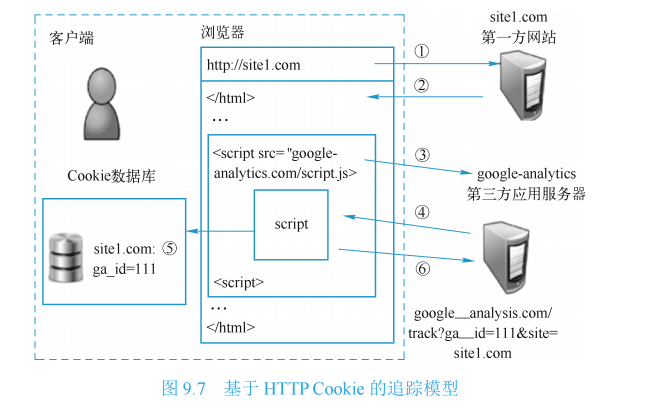 客户端
浏览器
site1.com
第一方网站
http://site1.com
①
②
</html>
…
<script src="google-
analytics.com/script.js>
③
google-analytics
第三方应用服务器
Cookie数据库
④
script
site1.com: ⑤
ga_id=111
⑥
<script>
…
</html>
google__analysis.com/
track?ga__id=111&site=
site1.com
图 9.7 基于 HTTP Cookie 的追踪模型